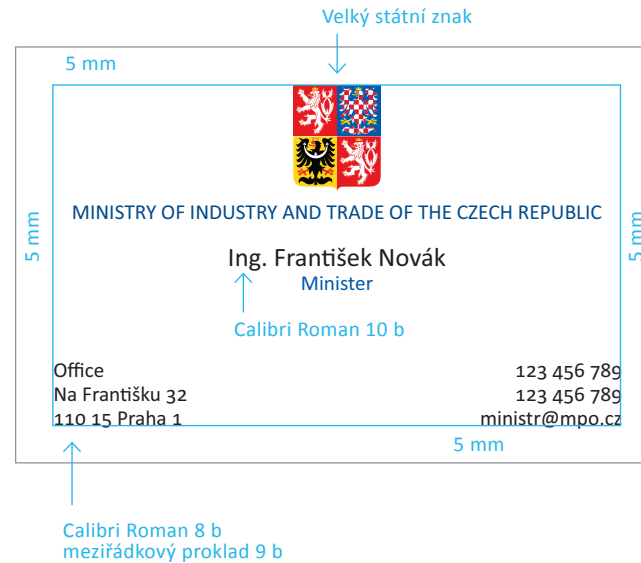 Velký státní znak
5 mm
5 mm
5 mm
MINISTRY OF INDUSTRY AND TRADE OF THE CZECH REPUBLIC
Ing. František Novák
Minister
Calibri Roman 10 b
Office
Na Františku 32
110 15 Praha 1
123 456 789
123 456 789
ministr@mpo.cz
5 mm
Calibri Roman 8 b
meziřádkový proklad 9 b